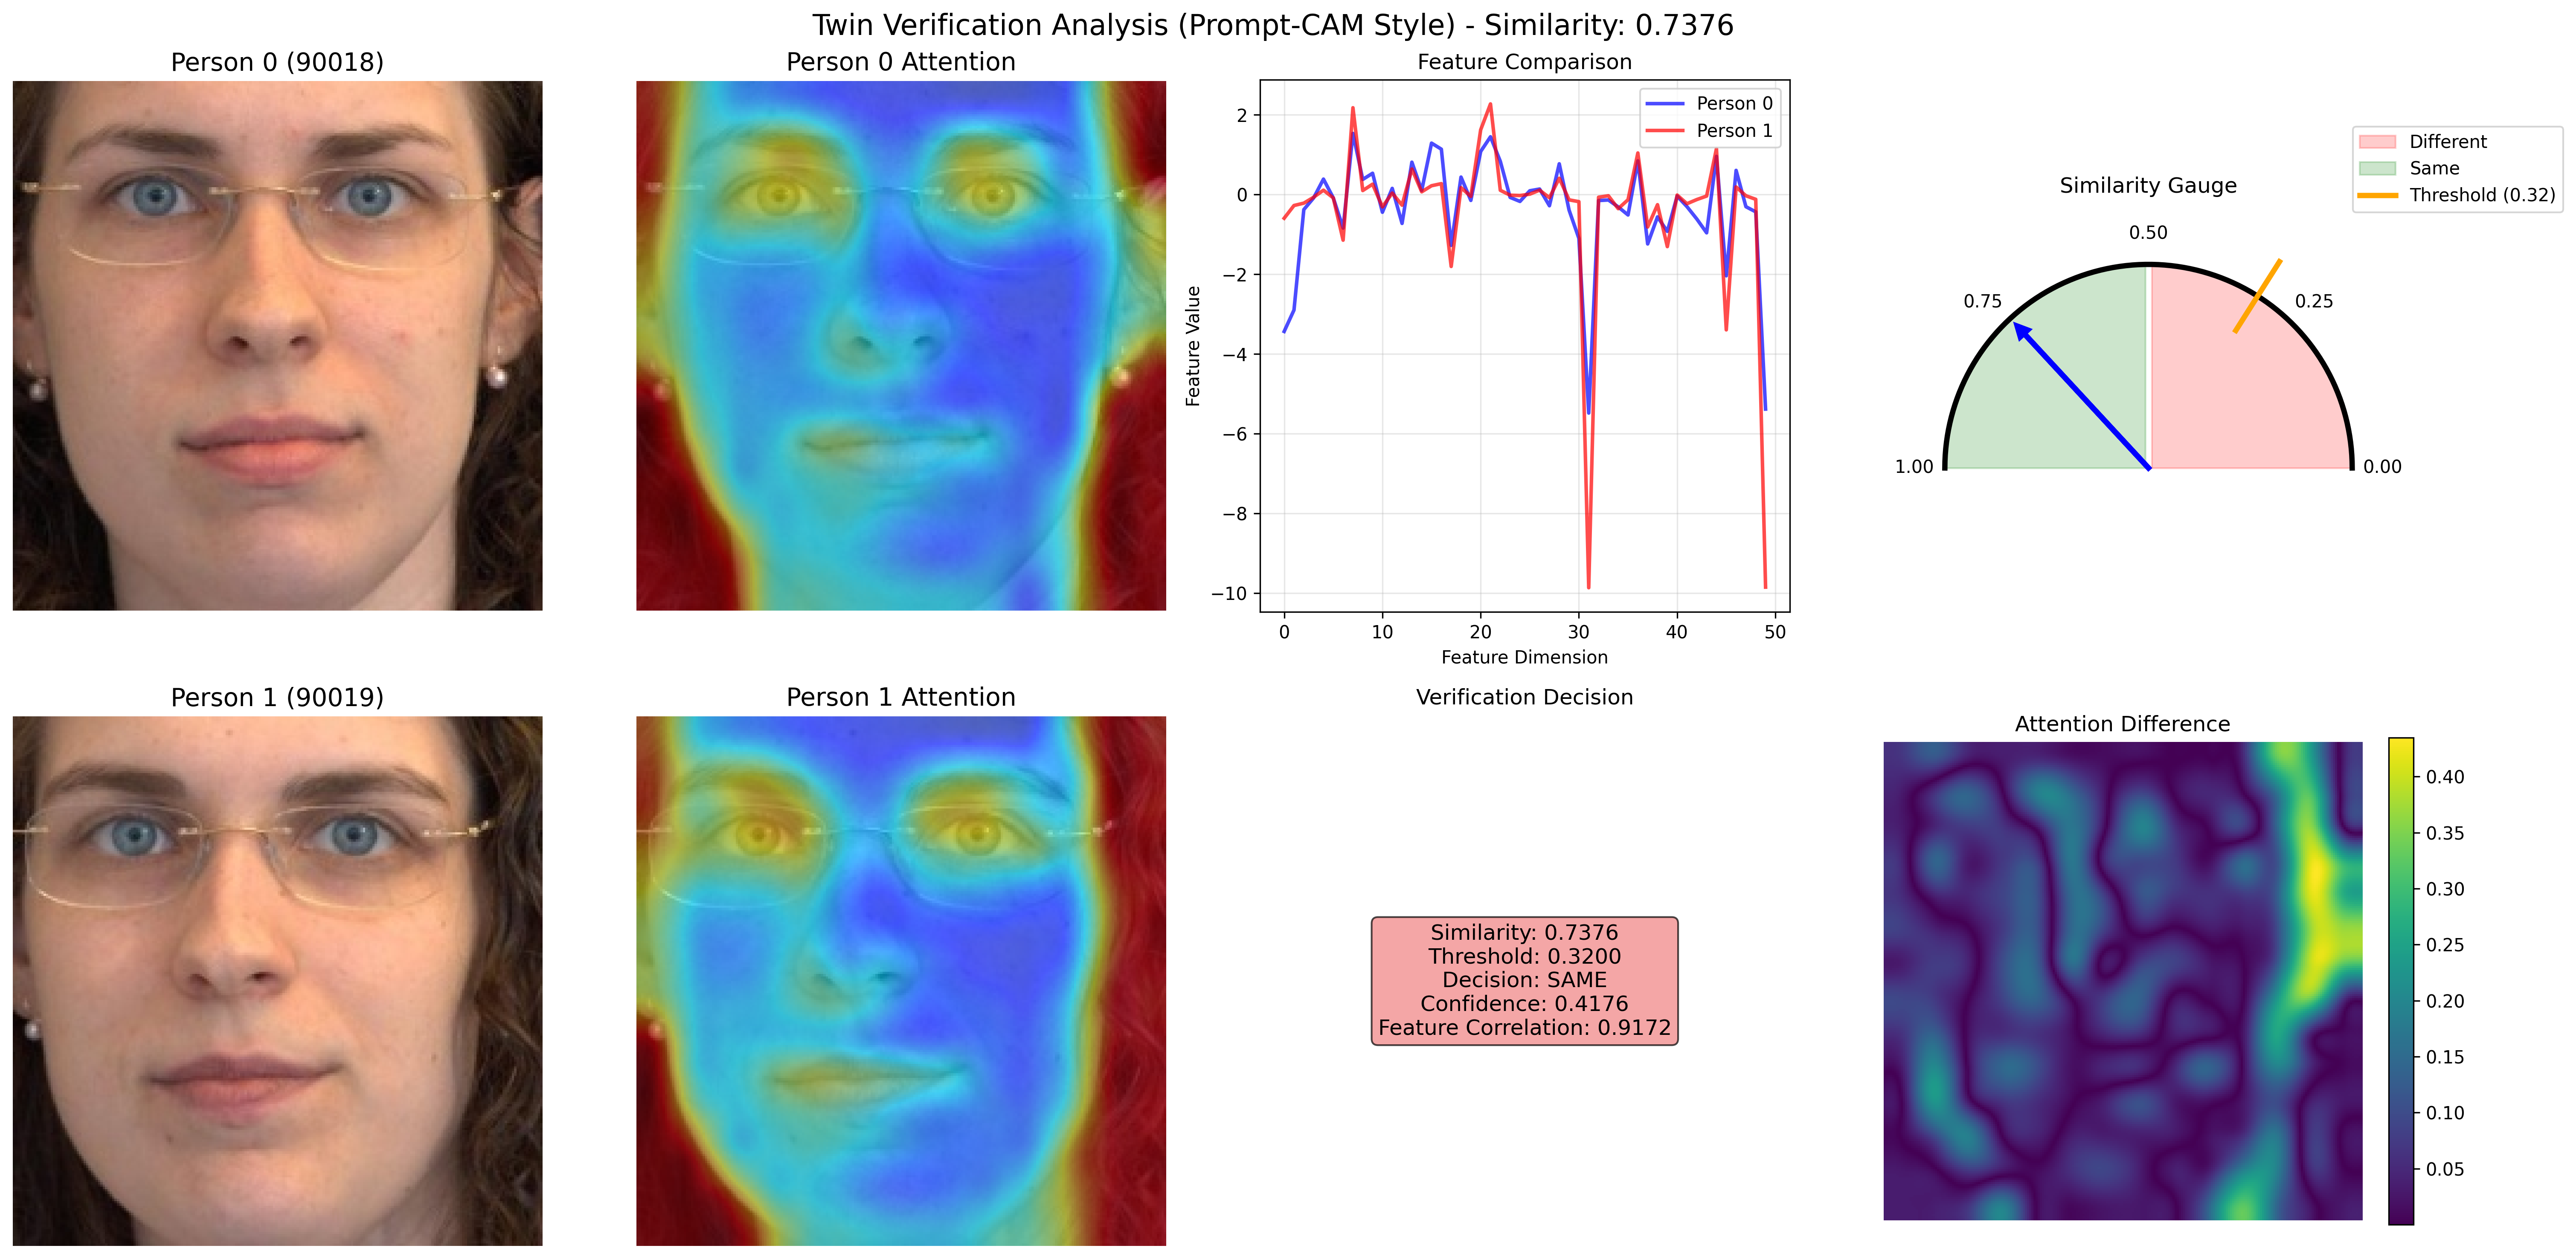 Twin Verification Analysis (Prompt-CAM Style) - Similarity: 0.7376
Person 0 (90018)
Person 0 Attention
Feature Comparison
Person 0
Person 1
2
0
−2
−4
−6
−8
−10
Feature Value
0
10
20
30
40
50
Feature Dimension
Different
Same
Threshold (0.32)
Similarity Gauge
0.50
0.75
0.25
1.00
0.00
Person 1 (90019)
Person 1 Attention
Verification Decision
Similarity: 0.7376
Threshold: 0.3200
Decision: SAME
Confidence: 0.4176
Feature Correlation: 0.9172
Attention Difference
0.40
0.35
0.30
0.25
0.20
0.15
0.10
0.05